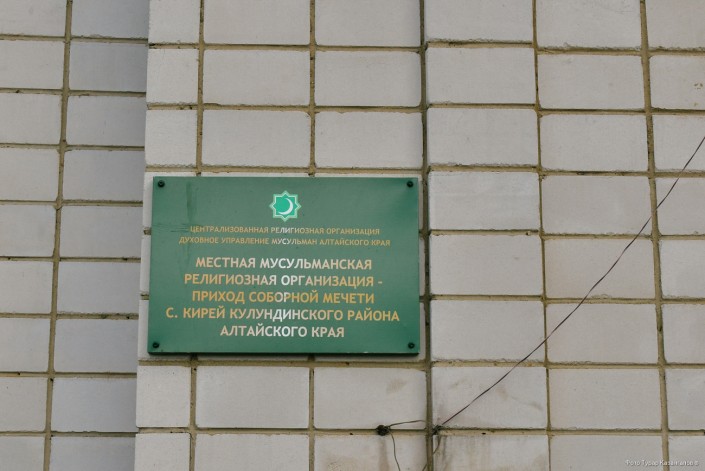 ЦЕНТРАЛИЗОВАННАЯ РЕЛИГИОЗНАЯ ОРГАНИЗАЦИЯ
ДУХОВНОЕ УПРАВЛЕНИЕ МУСУЛЬМАН АЛТАЙСКОГО КРАЯ
МЕСТНАЯ МУСУЛЬМАНСКАЯ
РЕЛИГИОЗНАЯ ОРГАНИЗАЦИЯ -
ПРИХОД СОБОРНОЙ МЕЧЕТИ
С. КИРЕЙ КУЛУНДИНСКОГО РАЙОНА
АЛТАЙСКОГО КРАЯ